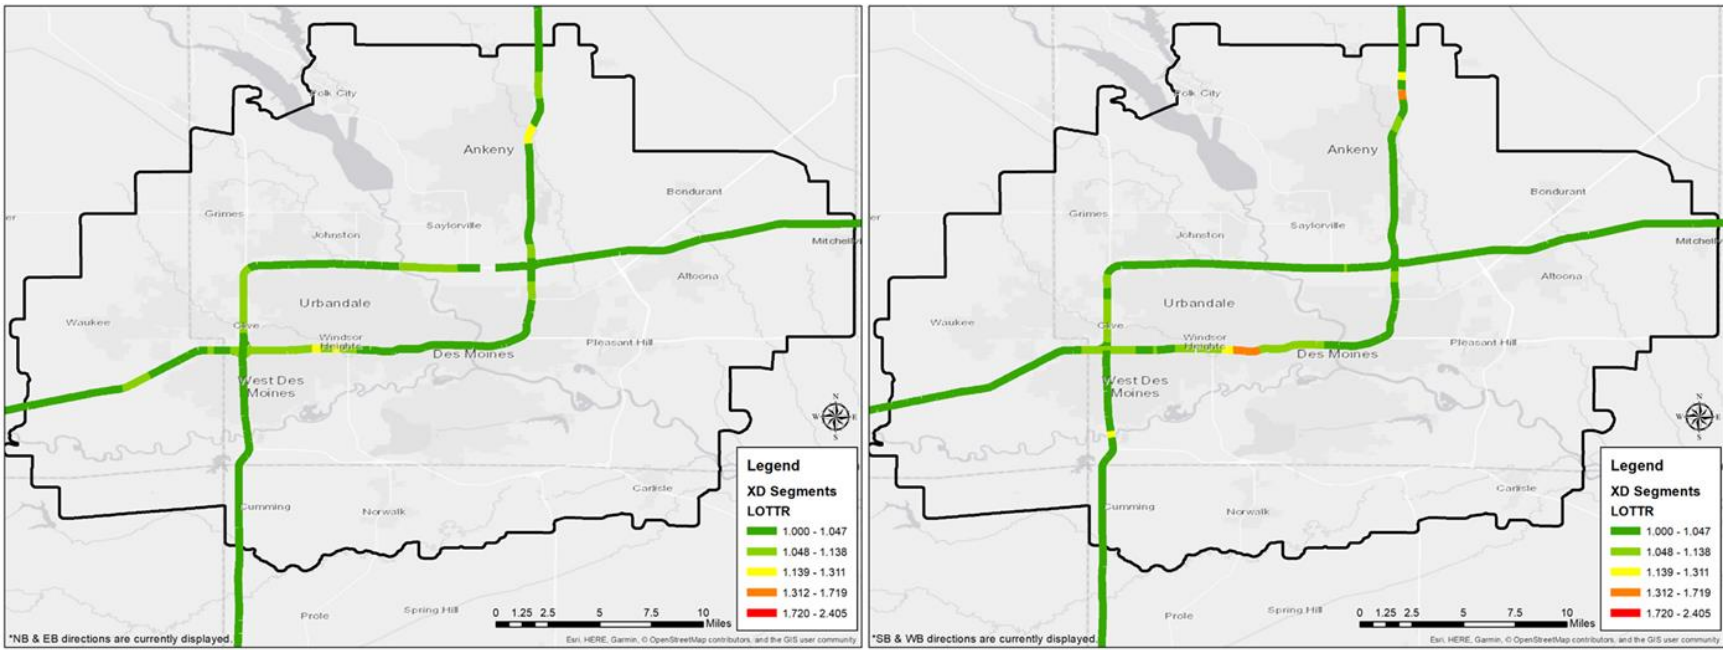 Polk City
Ankeny
Bondurant
Grimes
er
Saylorville
Johnston
Mitchellvi
Altoona
Urbandale
Waukee
Clive
Windsor
Heights
Pleasant Hill
Des Moines
West Des
Moines
N
W E
S
Legend
XD Segments
LOTTR
1.000 - 1.047
1.048 - 1.138
1.139 - 1.311
1.312 - 1.719
1.720 - 2.405
Carlisle
Cumming
Norwalk
Prole
Spring Hill
0 1.25 2.5 5 7.5 10
Miles
*NB & EB directions are currently displayed.
Esri, HERE, Garmin, © OpenStreetMap contributors, and the GIS user community
Polk City
Ankeny
Bondurant
Grimes
er
Saylorville
Johnston
Mitchellv
Altoona
Urbandale
Waukee
Clive
Windsor
Heights
Pleasant Hill
Des Moines
West Des
Moines
N
W E
S
Legend
XD Segments
LOTTR
1.000 - 1.047
1.048 - 1.138
1.139 - 1.311
1.312 - 1.719
1.720 - 2.405
Carlisle
Cumming
Norwalk
Prole
Spring Hill
0 1.25 2.5 5 7.5 10
Miles
*SB & WB directions are currently displayed.
Esri, HERE, Garmin, © OpenStreetMap contributors, and the GIS user community